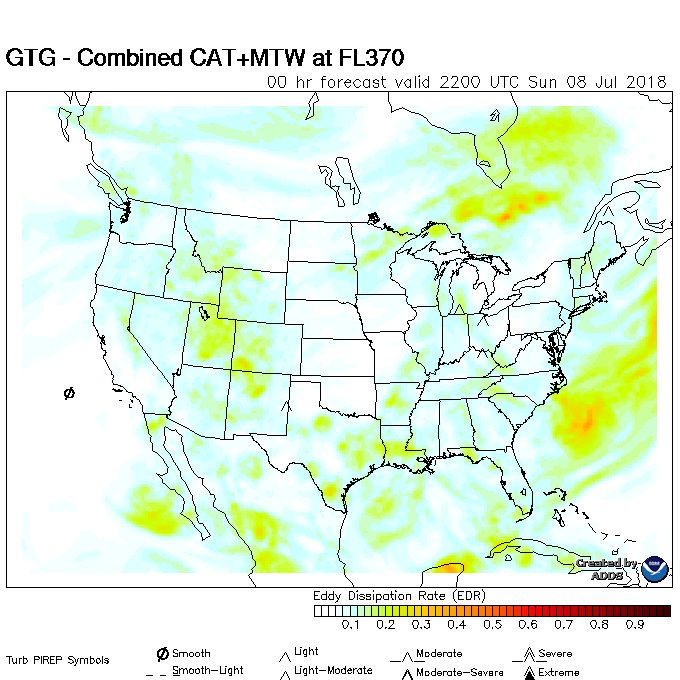 GTG - Combined CAT+MTW at FL370
00 hr forecast valid 2200 UTC Sun 08 Jul 2018
Created by
ADDS
Eddy Dissipation Rate (EDR)
0.1 0.2 0.3 0.4 0.5 0.6 0.7 0.8 0.9
Turb PIREP Symbols
Smooth Light Moderate Severe
Smooth-Light Light-Moderate Moderate-Severe Extreme